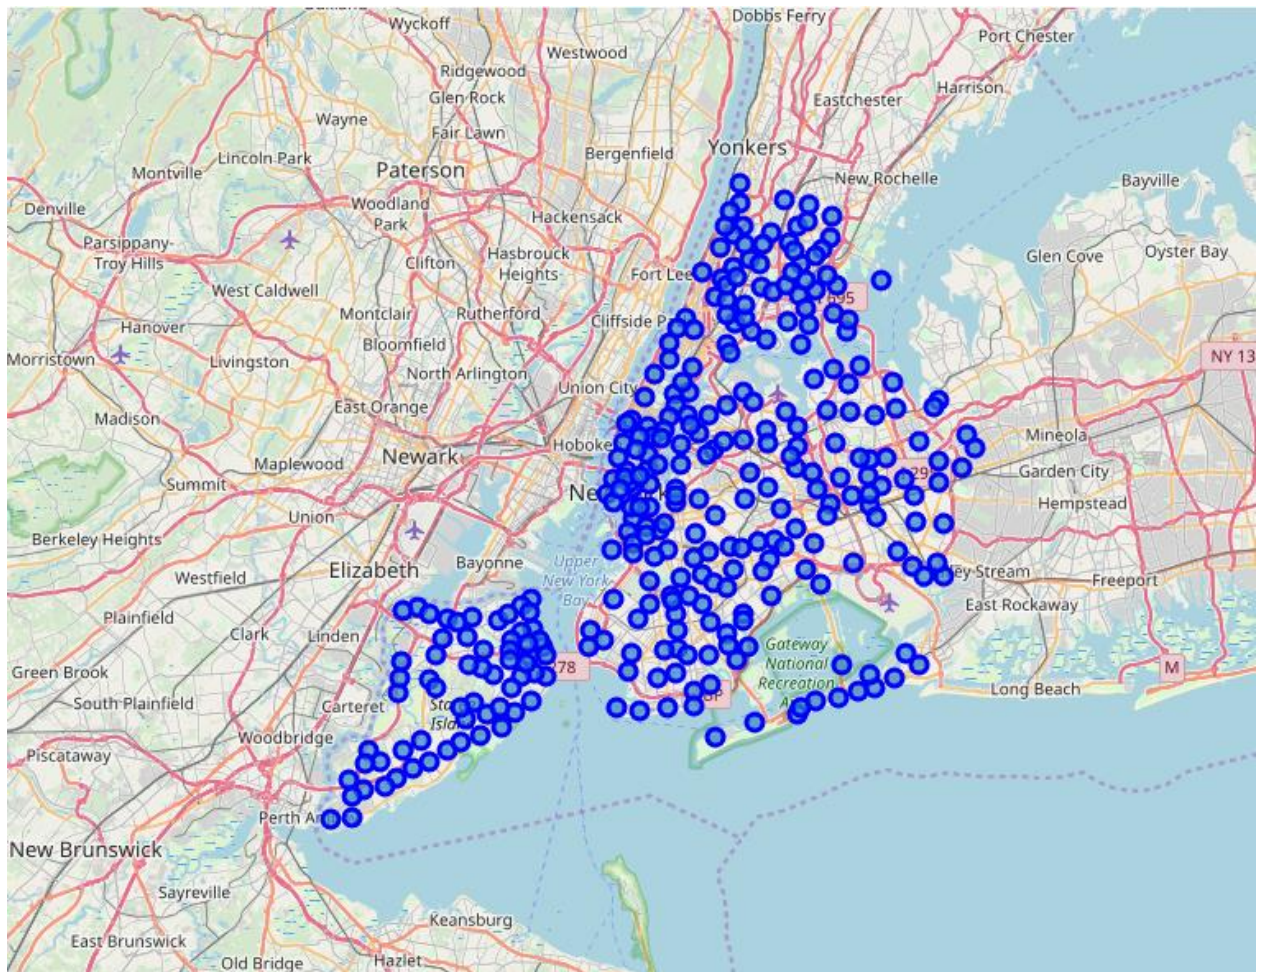 Wyckoff
Dobbs Ferry
Port Chester
Westwood
Ridgewood
Harrison
Glen Rock
Eastchester
Wayne
Fair Lawn
Yonkers
Bergenfield
Lincoln Park
Paterson
Montville
New Rochelle
Bayville
Denville
Woodland
Park
Hackensack
Parsippany-
Troy Hills
Hasbrouck
Heights
Glen Cove
Oyster Bay
Clifton
Fort Lee
West Caldwell
695
Montclair
Rutherford
Hanover
Cliffside P
Bloomfield
Morristown
Livingston
NY 13
North Arlington
Union City
East Orange
Madison
Mineola
Hoboke
Newark
Maplewood
Garden City
29
Summit
Hempstead
Ne
k
Union
Berkeley Heights
Upper
New York
Bay
Bayonne
Elizabeth
ey Stream
Westfield
Freeport
East Rockaway
Plainfield
Clark
Linden
Gateway
National
Recreation
A
278
M
Green Brook
Long Beach
South Plainfield
Carteret
Sta
Isla
Woodbridge
Piscataway
Perth A
New Brunswick
Sayreville
Keansburg
East Brunswick
Old Bridge
Hazlet